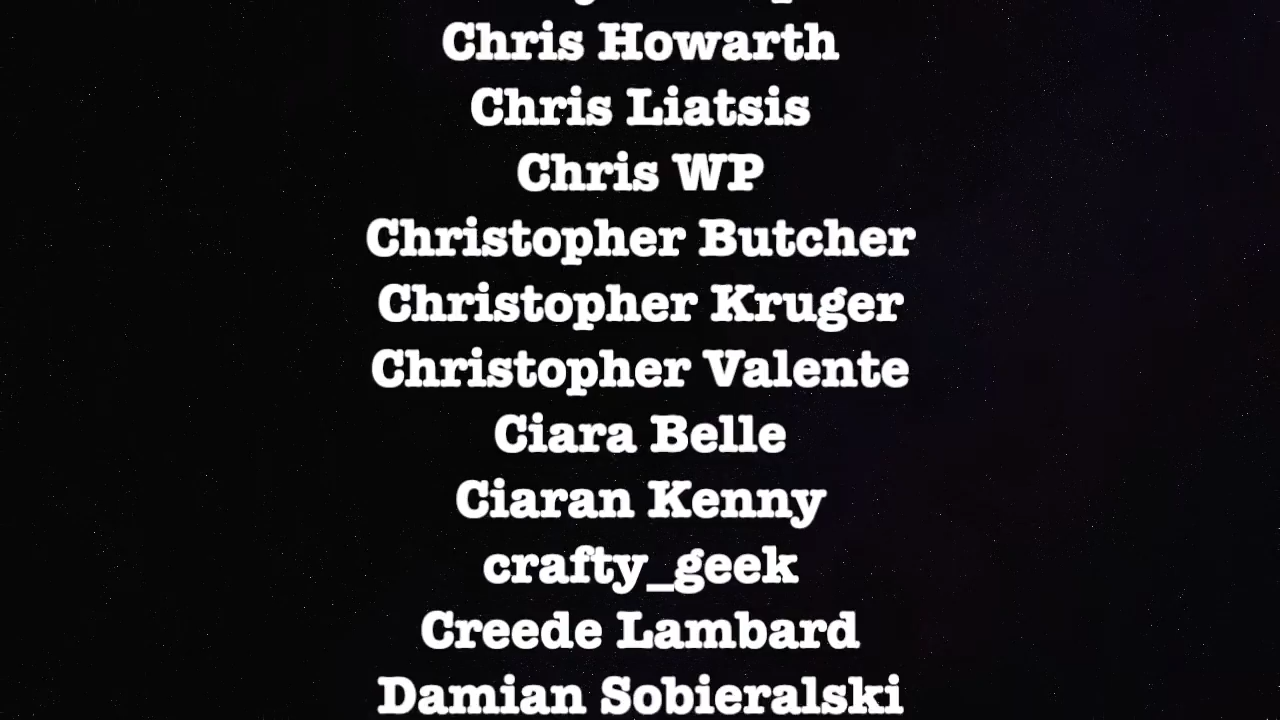 Chris Howarth
Chris Liatsis
Chris WP
Christopher Butcher
Christopher Kruger
Christopher Valente
Ciara Belle
Ciaran Kenny
crafty_geek
Creede Lambard
Damian Sobieralski